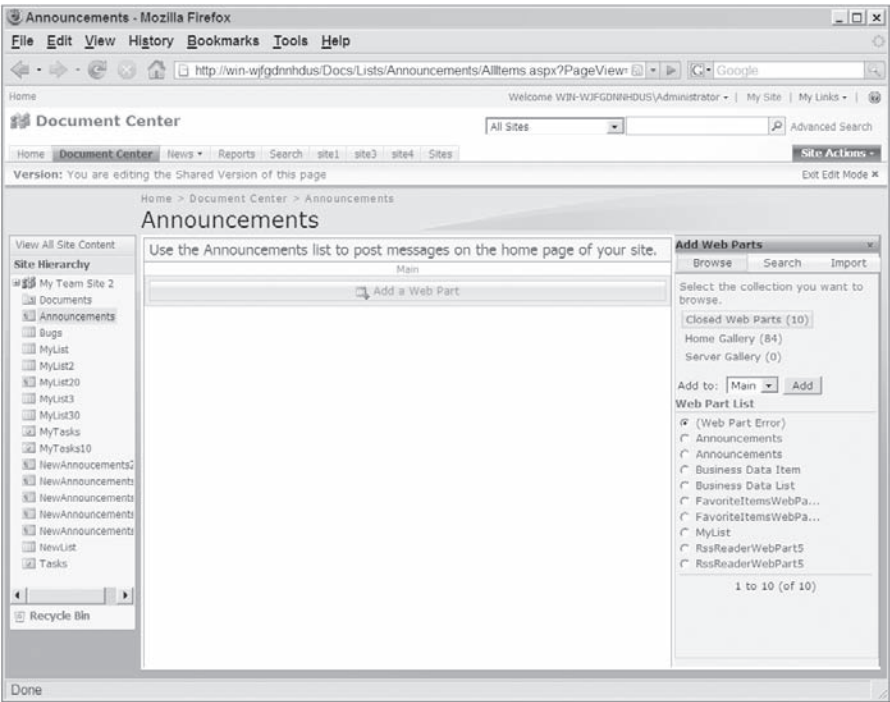 Announcements - Mozilla Firefox
File Edit View History Bookmarks Tools Help
http://win-wjfgdnnhdus/Docs/Lists/Announcements/AllItems.aspx?PageView=
G Google
Home
Welcome WIN-WJFGDNNHDUS\Administrator | My Site | My Links |
Document Center
All Sites
Advanced Search
Home Document Center News Reports Search site1 site3 site4 Sites
Site Actions
Version: You are editing the Shared Version of this page
Exit Edit Mode ×
Home > Document Center > Announcements
Announcements
View All Site Content
Site Hierarchy
My Team Site 2
Documents
Announcements
Bugs
MyList
MyList2
MyList20
MyList3
MyList30
MyTasks
MyTasks10
NewAnnoucements2
NewAnnouncements
NewAnnouncements
NewAnnouncements
NewAnnouncements
NewList
Tasks
Recycle Bin
Use the Announcements list to post messages on the home page of your site.
Main
Add a Web Part
Add Web Parts ×
Browse Search Import
Select the collection you want to
browse.
Closed Web Parts (10)
Home Gallery (84)
Server Gallery (0)
Add to: Main Add
Web Part List
(Web Part Error)
Announcements
Announcements
Business Data Item
Business Data List
FavoriteItemsWebPa...
FavoriteItemsWebPa...
MyList
RssReaderWebPart5
RssReaderWebPart5
1 to 10 (of 10)
Done